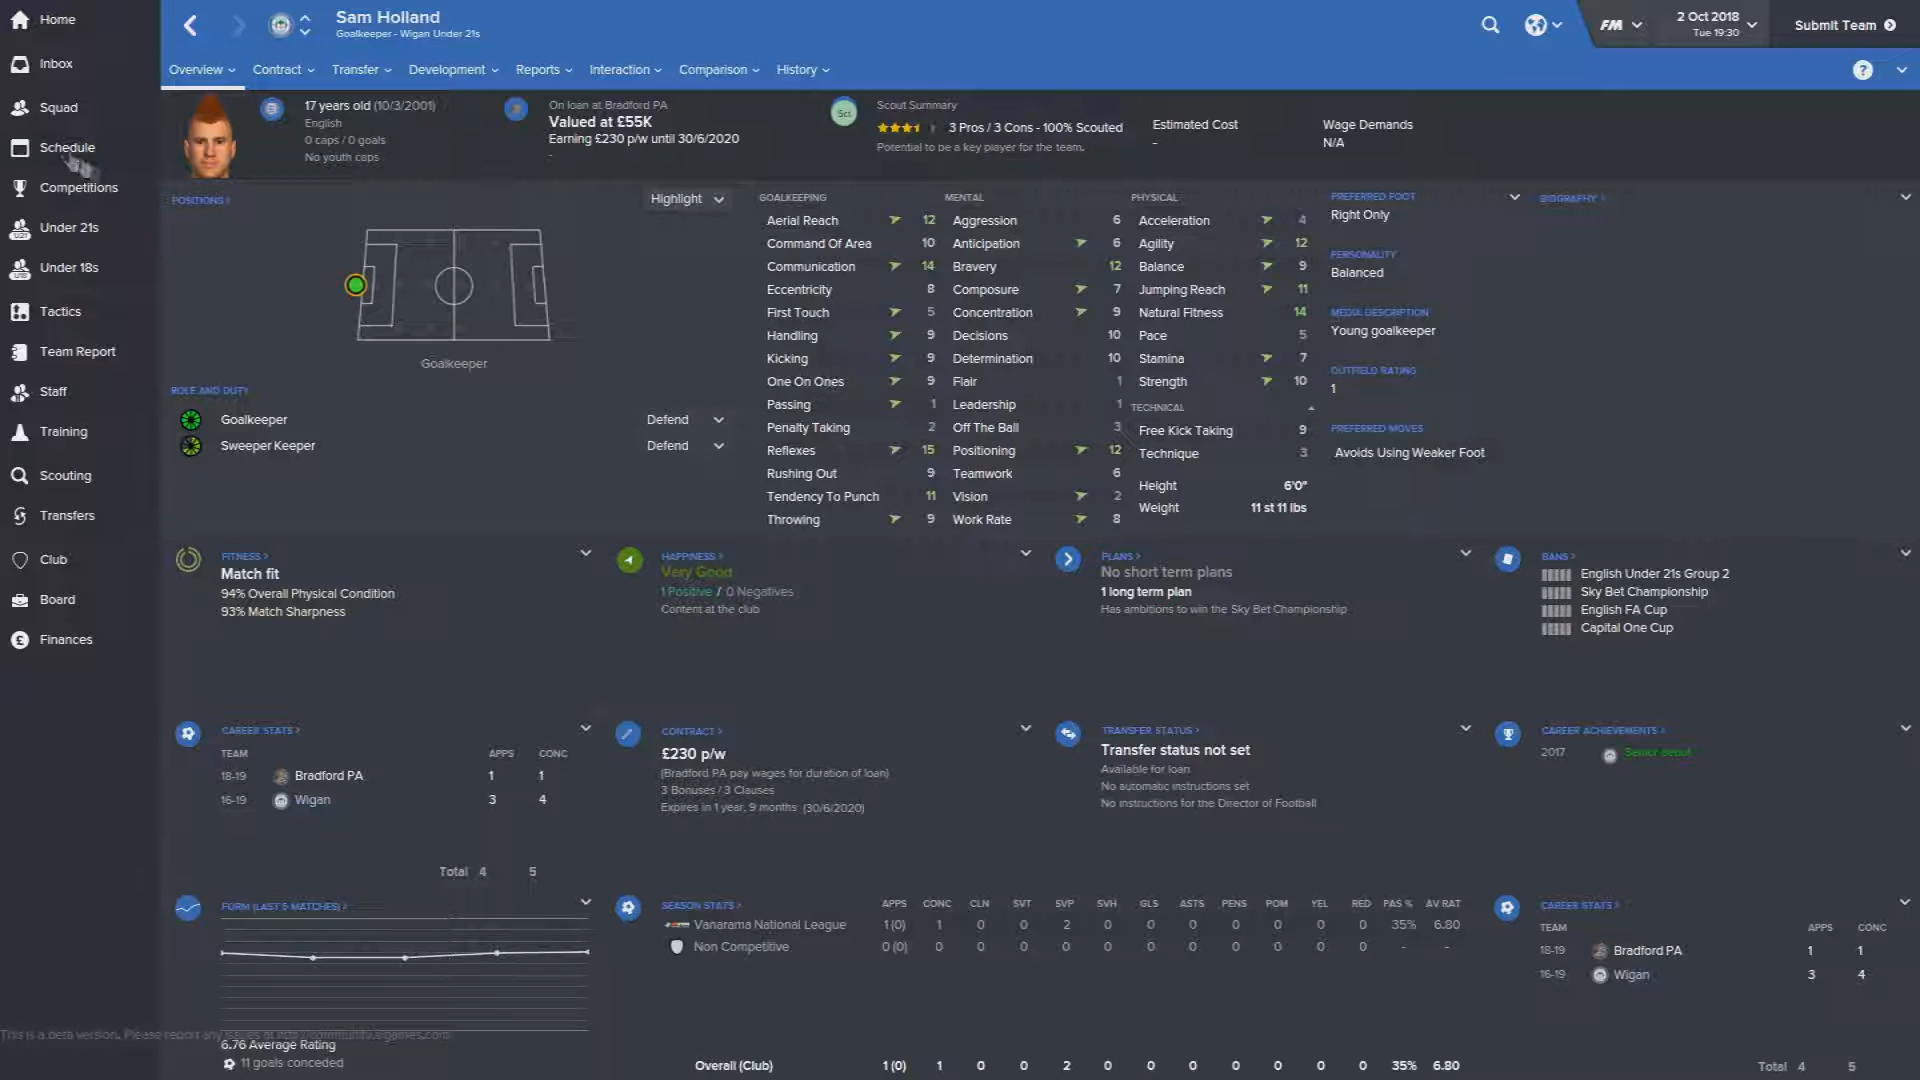 Home
Inbox
Squad
Schedule
Competitions
Under 21s
Under 18s
Tactics
Team Report
Staff
Training
Scouting
Transfers
Club
Board
Finances
Sam Holland
Goalkeeper - Wigan Under 21s
FM
2 Oct 2018
Tue 19:30
Submit Team
Overview
Contract
Transfer
Development
Reports
Interaction
Comparison
History
?
17 years old (10/3/2001)
English
0 caps / 0 goals
No youth caps
On loan at Bradford PA
Valued at £55K
Earning £230 p/w until 30/6/2020
-
Sct
Scout Summary
3 Pros / 3 Cons - 100% Scouted
Potential to be a key player for the team.
Estimated Cost
-
Wage Demands
N/A
POSITIONS >
Highlight
Goalkeeper
ROLE AND DUTY
Goalkeeper Defend
Sweeper Keeper Defend
GOALKEEPING
Aerial Reach 12
Command Of Area 10
Communication 14
Eccentricity 8
First Touch 5
Handling 9
Kicking 9
One On Ones 9
Passing 1
Penalty Taking 2
Reflexes 15
Rushing Out 9
Tendency To Punch 11
Throwing 9
MENTAL
Aggression 6
Anticipation 6
Bravery 12
Composure 7
Concentration 9
Decisions 10
Determination 10
Flair 1
Leadership 1
Off The Ball 3
Positioning 12
Teamwork 6
Vision 2
Work Rate 8
PHYSICAL
Acceleration 4
Agility 12
Balance 9
Jumping Reach 11
Natural Fitness 14
Pace 5
Stamina 7
Strength 10
TECHNICAL
Free Kick Taking 9
Technique 3
Height 6'0"
Weight 11 st 11 lbs
PREFERRED FOOT
Right Only
PERSONALITY
Balanced
MEDIA DESCRIPTION
Young goalkeeper
OUTFIELD RATING
1
PREFERRED MOVES
Avoids Using Weaker Foot
BIOGRAPHY >
FITNESS >
Match fit
94% Overall Physical Condition
93% Match Sharpness
HAPPINESS >
Very Good
1 Positive / 0 Negatives
Content at the club
PLANS >
No short term plans
1 long term plan
Has ambitions to win the Sky Bet Championship
BANS >
English Under 21s Group 2
Sky Bet Championship
English FA Cup
Capital One Cup
CAREER STATS >
TEAM APPS CONC
18-19 Bradford PA 1 1
16-19 Wigan 3 4
Total 4 5
CONTRACT >
£230 p/w
(Bradford PA pay wages for duration of loan)
3 Bonuses / 3 Clauses
Expires in 1 year, 9 months (30/6/2020)
TRANSFER STATUS >
Transfer status not set
Available for loan
No automatic instructions set
No instructions for the Director of Football
CAREER ACHIEVEMENTS >
2017 Senior debut
FORM (LAST 5 MATCHES) >
This is a beta version. Please report any issues at http://community.sigames.com
6.76 Average Rating
11 goals conceded
SEASON STATS >
APPS CONC CLN SVT SVP SVH GLS ASTS PENS POM YEL RED PAS % AV RAT
Vanarama National League 1 (0) 1 0 0 2 0 0 0 0 0 0 0 35% 6.80
Non Competitive 0 (0) 0 0 0 0 0 0 0 0 0 0 0 - -
Overall (Club) 1 (0) 1 0 0 2 0 0 0 0 0 0 0 35% 6.80
CAREER STATS >
TEAM APPS CONC
18-19 Bradford PA 1 1
16-19 Wigan 3 4
Total 4 5